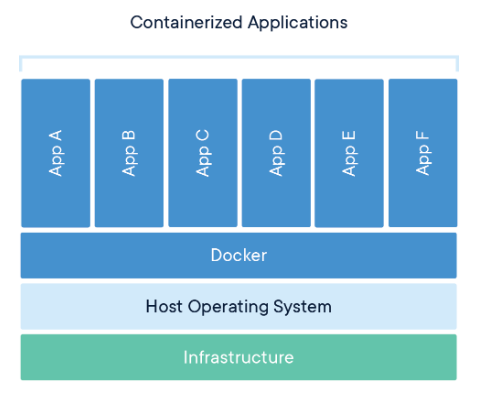 Containerized Applications
App A
App B
App C
App D
App E
App F
Docker
Host Operating System
Infrastructure